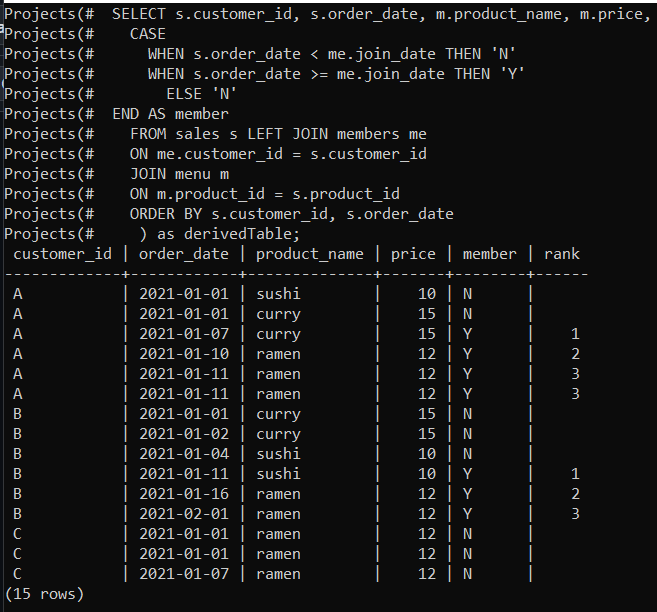 Projects(#  SELECT s.customer_id, s.order_date, m.product_name, m.price,
Projects(#    CASE
Projects(#      WHEN s.order_date < me.join_date THEN 'N'
Projects(#      WHEN s.order_date >= me.join_date THEN 'Y'
Projects(#        ELSE 'N'
Projects(#  END AS member
Projects(#    FROM sales s LEFT JOIN members me
Projects(#    ON me.customer_id = s.customer_id
Projects(#    JOIN menu m
Projects(#    ON m.product_id = s.product_id
Projects(#    ORDER BY s.customer_id, s.order_date
Projects(#     ) as derivedTable;
 customer_id | order_date | product_name | price | member | rank
-------------+------------+--------------+-------+--------+------
 A           | 2021-01-01 | sushi        |    10 | N      |
 A           | 2021-01-01 | curry        |    15 | N      |
 A           | 2021-01-07 | curry        |    15 | Y      |    1
 A           | 2021-01-10 | ramen        |    12 | Y      |    2
 A           | 2021-01-11 | ramen        |    12 | Y      |    3
 A           | 2021-01-11 | ramen        |    12 | Y      |    3
 B           | 2021-01-01 | curry        |    15 | N      |
 B           | 2021-01-02 | curry        |    15 | N      |
 B           | 2021-01-04 | sushi        |    10 | N      |
 B           | 2021-01-11 | sushi        |    10 | Y      |    1
 B           | 2021-01-16 | ramen        |    12 | Y      |    2
 B           | 2021-02-01 | ramen        |    12 | Y      |    3
 C           | 2021-01-01 | ramen        |    12 | N      |
 C           | 2021-01-01 | ramen        |    12 | N      |
 C           | 2021-01-07 | ramen        |    12 | N      |
(15 rows)